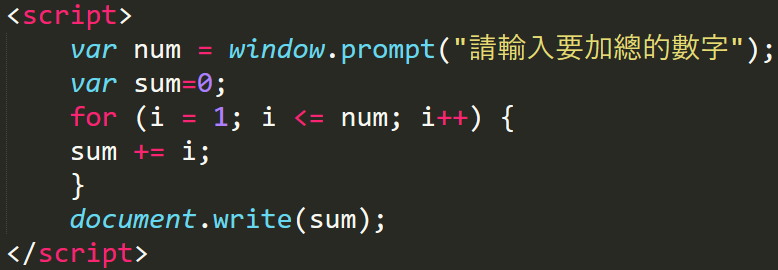 <script>
var num = window.prompt("請輸入要加總的數字");
var sum=0;
for (i = 1; i <= num; i++) {
sum += i;
}
document.write(sum);
</script>